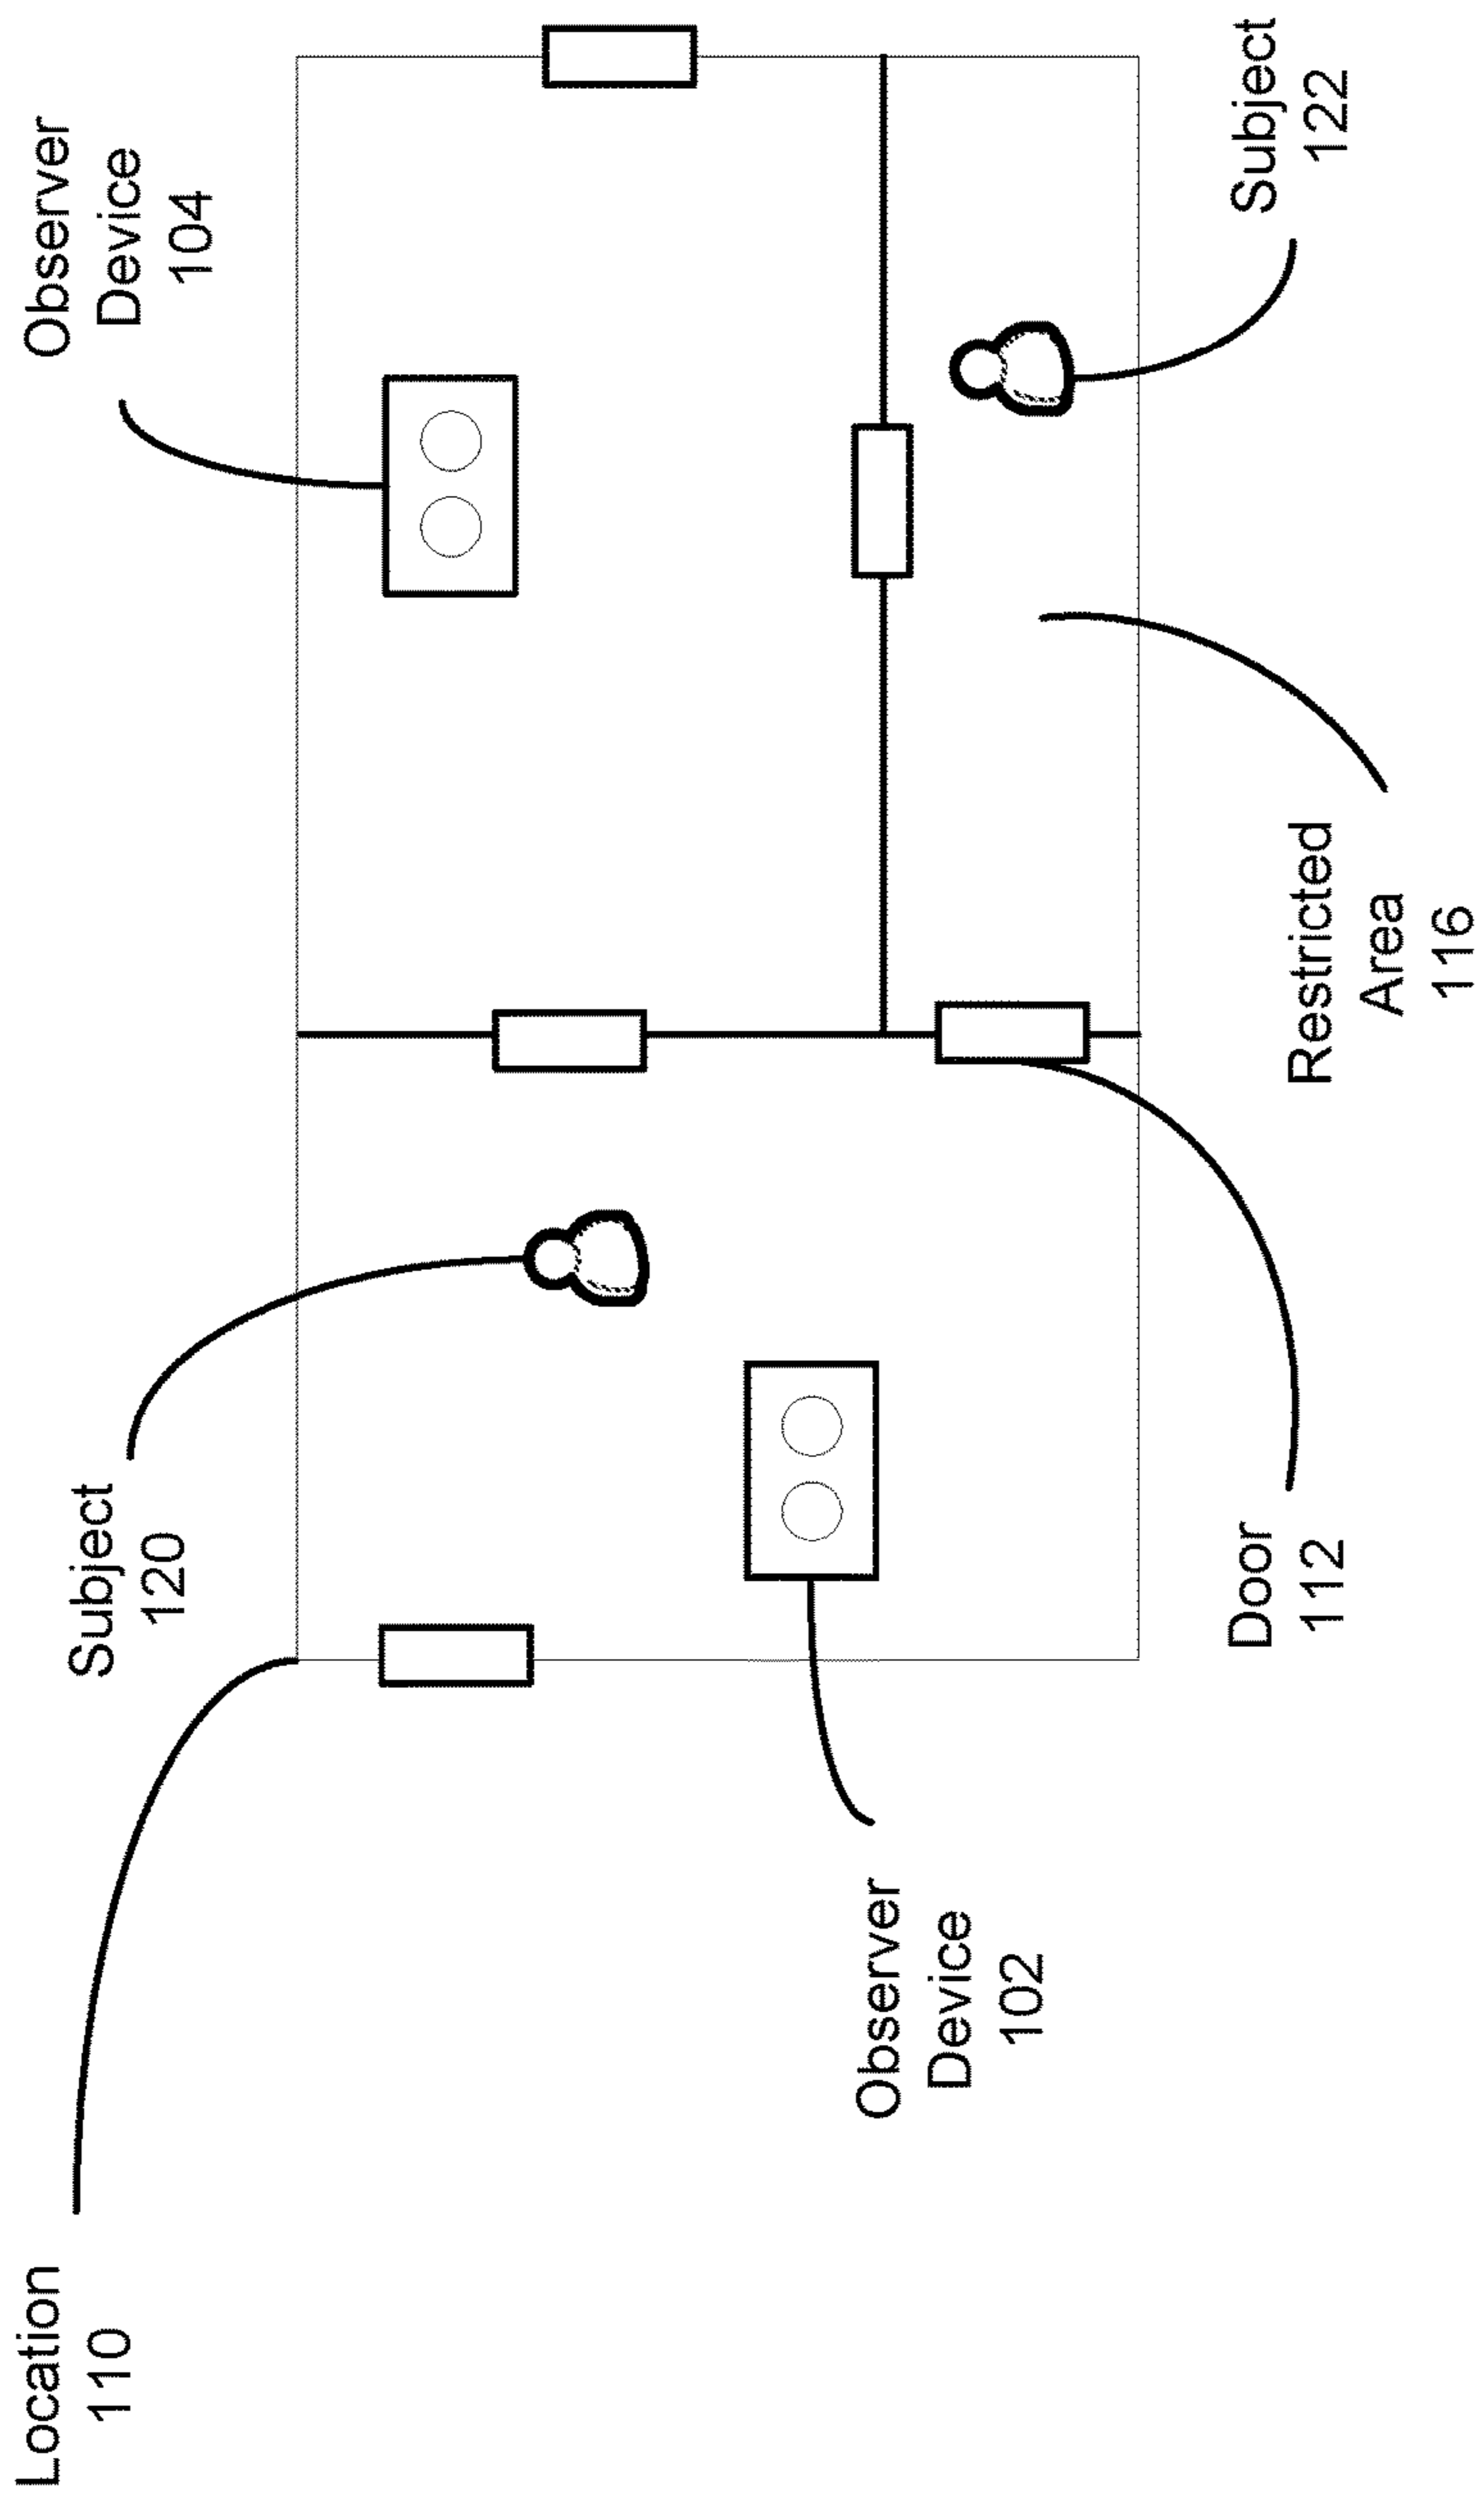 Location
110
Subject
120
Observer
Device
104
Observer
Device
102
Door
112
Restricted
Area
116
Subject
122